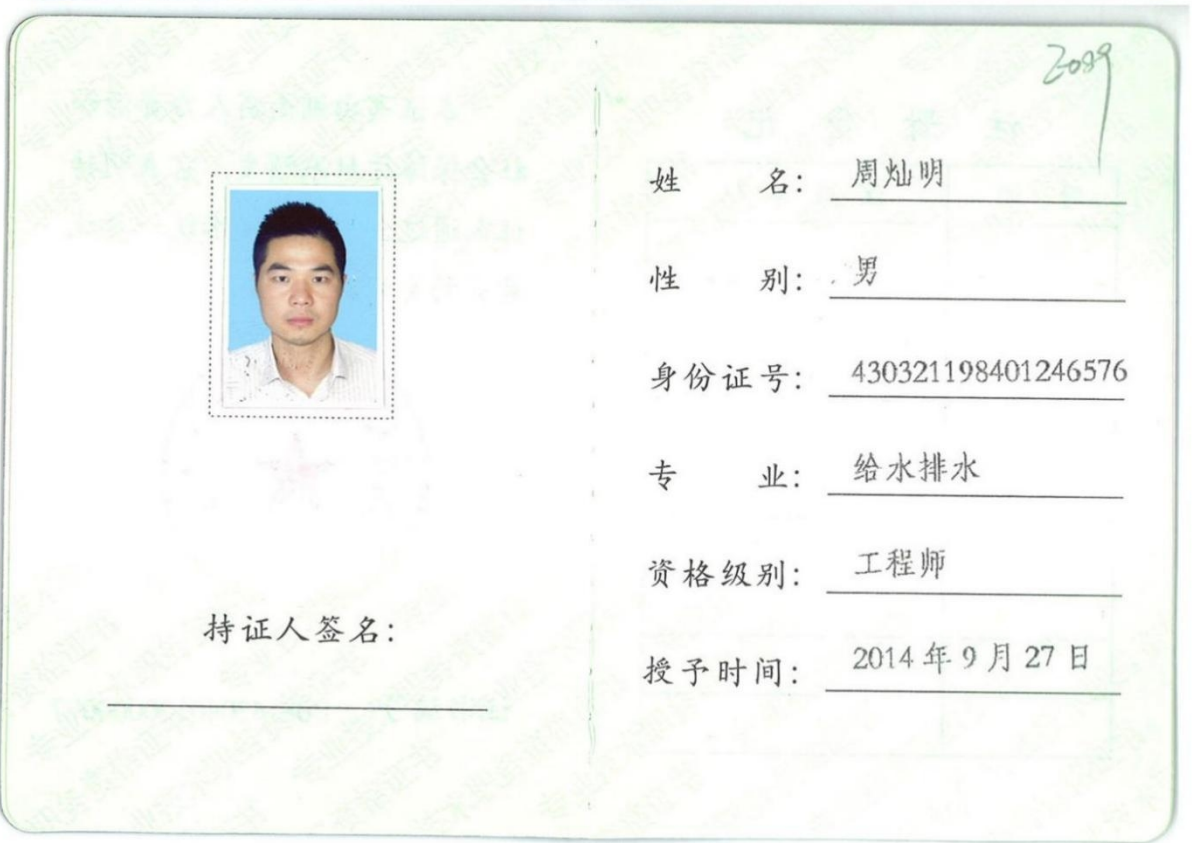 2089
姓 名: 周灿明
性 别: 男
身份证号: 430321198401246576
专 业: 给水排水
资格级别: 工程师
授予时间: 2014年9月27日
持证人签名: